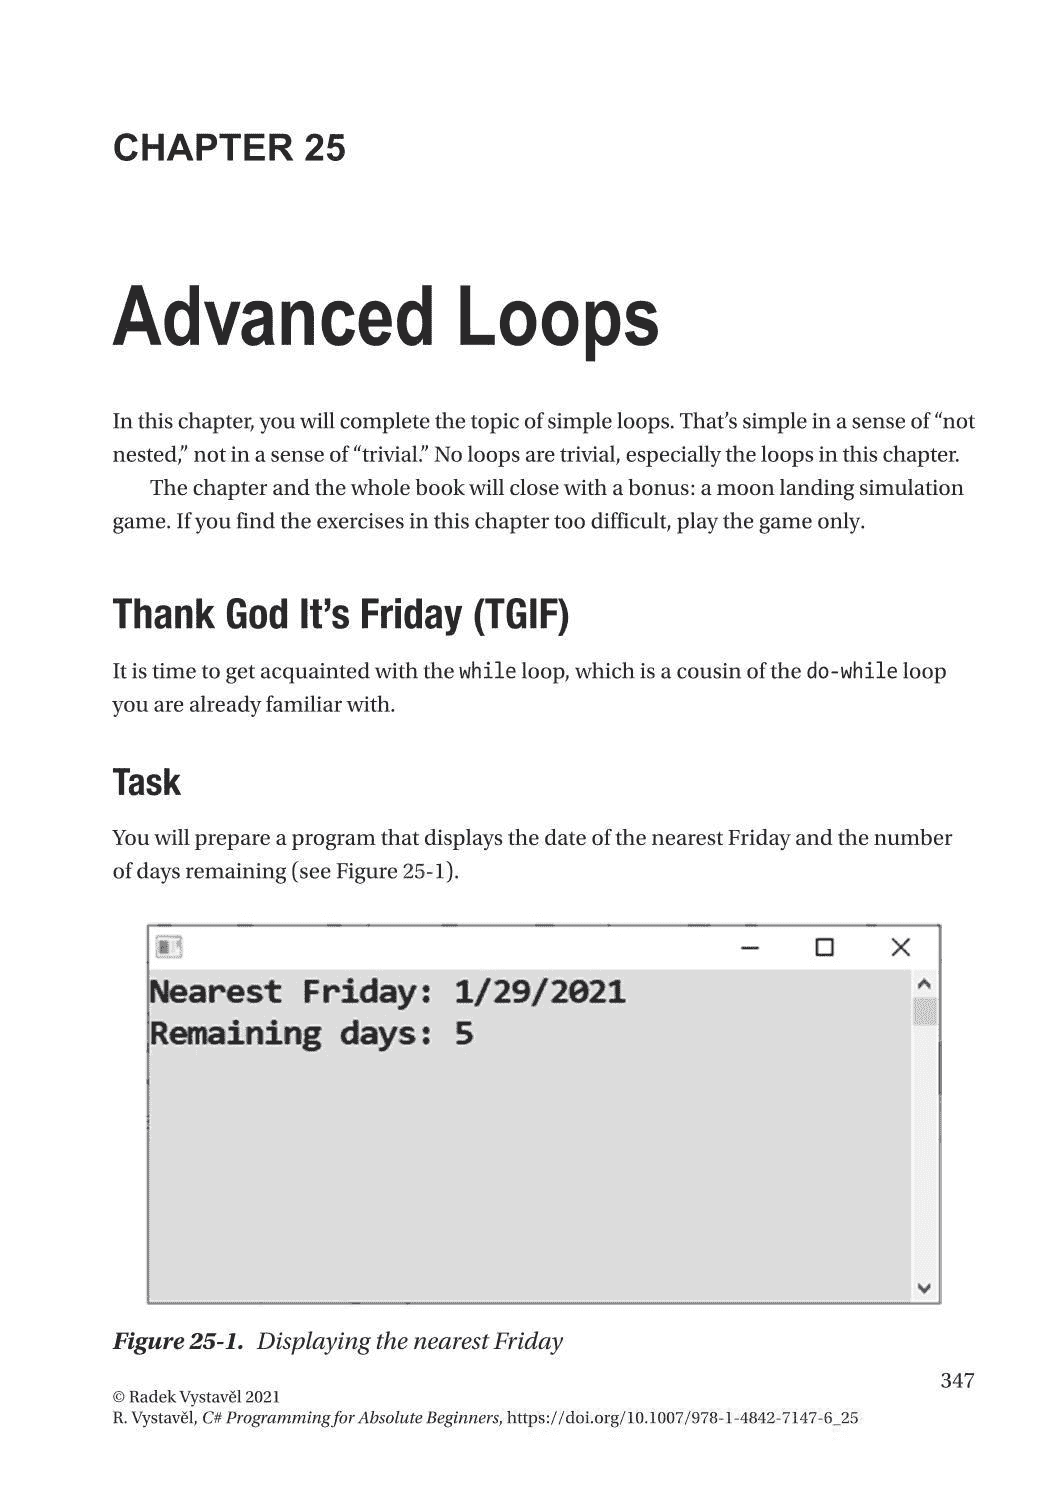 CHAPTER 25
Advanced Loops
In this chapter, you will complete the topic of simple loops. That’s simple in a sense of “not
nested,” not in a sense of “trivial.” No loops are trivial, especially the loops in this chapter.
The chapter and the whole book will close with a bonus: a moon landing simulation
game. If you find the exercises in this chapter too difficult, play the game only.
Thank God It’s Friday (TGIF)
It is time to get acquainted with the while loop, which is a cousin of the do-while loop
you are already familiar with.
Task
You will prepare a program that displays the date of the nearest Friday and the number
of days remaining (see Figure 25-1).
Nearest Friday: 1/29/2021
Remaining days: 5
Figure 25-1. Displaying the nearest Friday
347
© Radek Vystavěl 2021
R. Vystavěl, C# Programming for Absolute Beginners, https://doi.org/10.1007/978-1-4842-7147-6_25